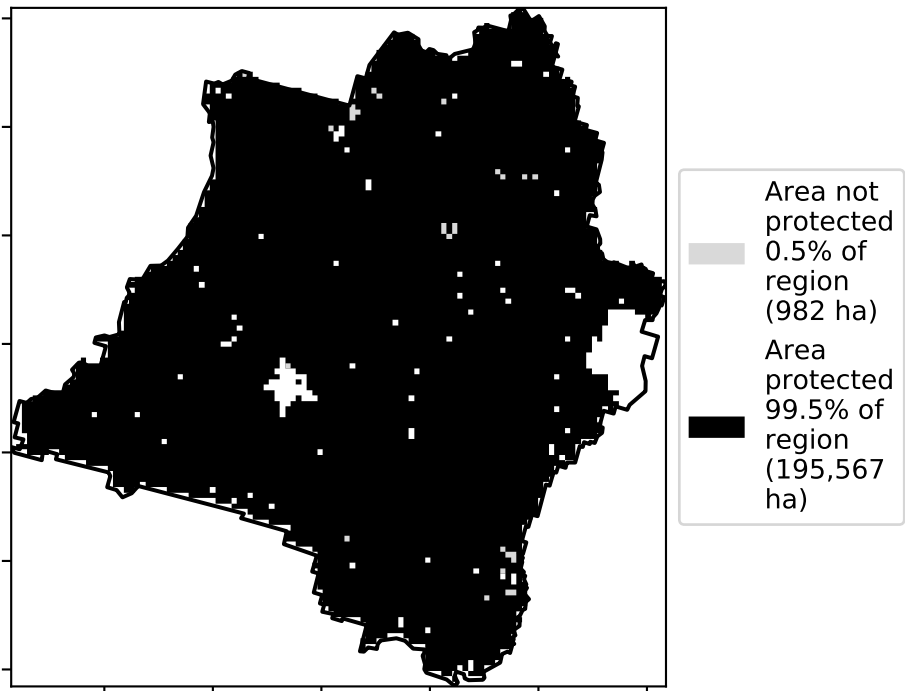 Area not
protected
0.5% of
region
(982 ha)
Area
protected
99.5% of
region
(195,567
ha)